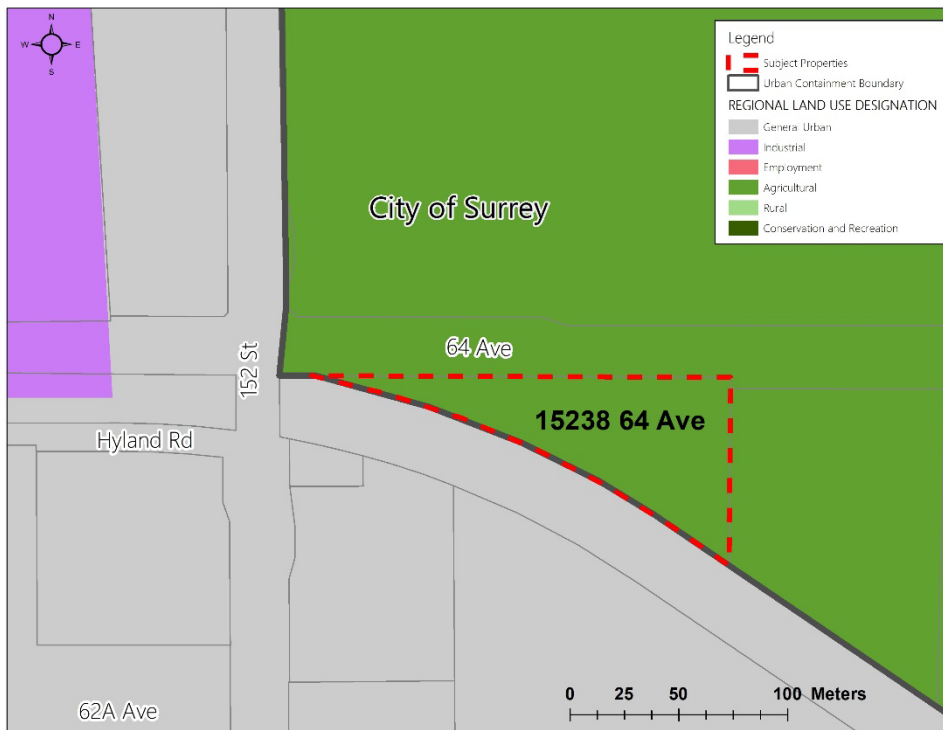 N
W E
S
Legend
Subject Properties
Urban Containment Boundary
REGIONAL LAND USE DESIGNATION
General Urban
Industrial
Employment
Agricultural
Rural
Conservation and Recreation
City of Surrey
64 Ave
152 St
15238 64 Ave
Hyland Rd
62A Ave
0 25 50 100 Meters